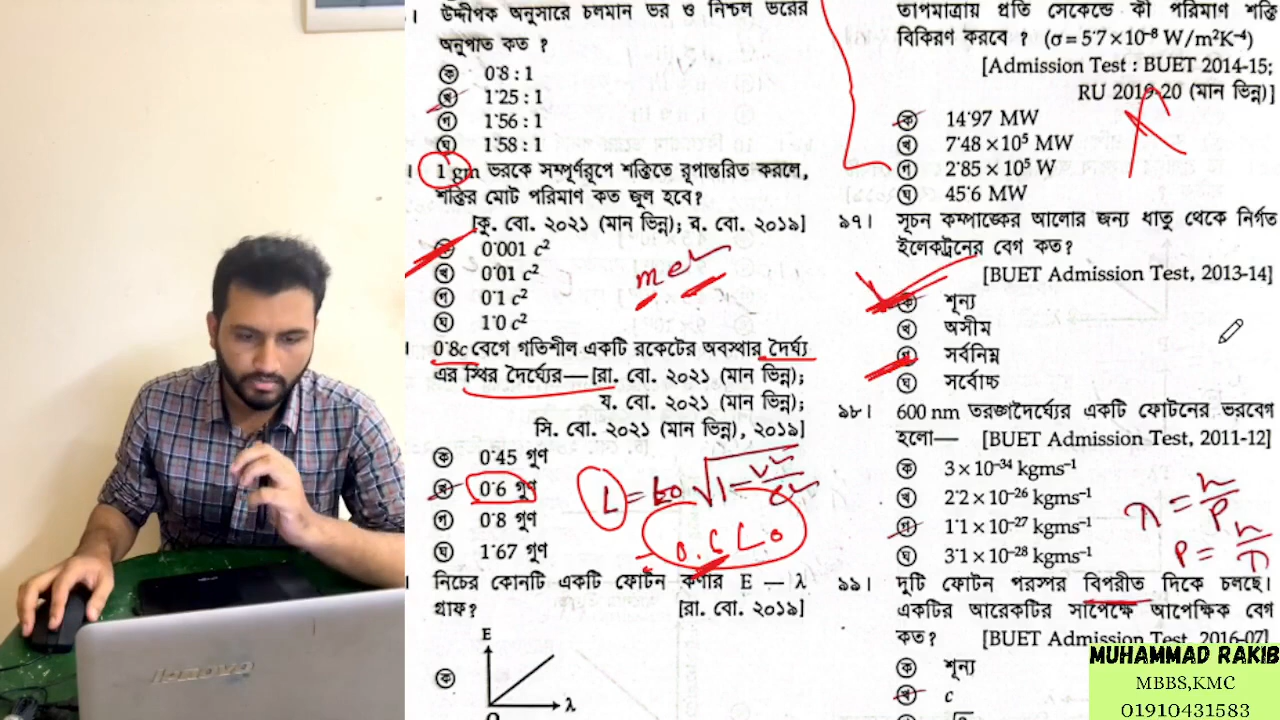 । উদ্দীপক অনুসারে চলমান ভর ও নিশ্চল ভরের
অনুপাত কত ?
ক 0·8 : 1
খ 1·25 : 1
গ 1·56 : 1
ঘ 1·58 : 1
। 1 gm ভরকে সম্পূর্ণরূপে শক্তিতে রূপান্তরিত করলে,
শক্তির মোট পরিমাণ কত জুল হবে?
[কু. বো. ২০২১ (মান ভিন্ন); ব. বো. ২০১৯]
0·001 c²
খ 0·01 c²
গ 0·1 c²
ঘ 1·0 c²
mc²
। 0·8c বেগে গতিশীল একটি রকেটের অবস্থার দৈর্ঘ্য
এর স্থির দৈর্ঘ্যের—[রা. বো. ২০২১ (মান ভিন্ন);
য. বো. ২০২১ (মান ভিন্ন);
সি. বো. ২০২১ (মান ভিন্ন), ২০১৯]
ক 0·45 গুণ
খ 0·6 গুণ
গ 0·8 গুণ
ঘ 1·67 গুণ
L = L0 √1-v²/c²
0.6 L0
। নিচের কোনটি একটি ফোটন কণার E — λ
গ্রাফ? [রা. বো. ২০১৯]
ক
E
O
λ
তাপমাত্রায় প্রতি সেকেন্ডে কী পরিমাণ শক্তি
বিকিরণ করবে ? (σ = 5·7 × 10⁻⁸ W/m²K⁻⁴)
[Admission Test : BUET 2014-15;
RU 2019-20 (মান ভিন্ন)]
ক 14·97 MW
খ 7·48 × 10⁵ MW
গ 2·85 × 10⁵ W
ঘ 45·6 MW
৯৭। সূচন কম্পাঙ্কের আলোর জন্য ধাতু থেকে নির্গত
ইলেকট্রনের বেগ কত?
[BUET Admission Test, 2013-14]
ক শূন্য
খ অসীম
গ সর্বনিম্ন
ঘ সর্বোচ্চ
৯৮। 600 nm তরঙ্গদৈর্ঘ্যের একটি ফোটনের ভরবেগ
হলো— [BUET Admission Test, 2011-12]
ক 3 × 10⁻³⁴ kgms⁻¹
খ 2·2 × 10⁻²⁶ kgms⁻¹
গ 1·1 × 10⁻²⁷ kgms⁻¹
ঘ 3·1 × 10⁻²⁸ kgms⁻¹
λ = h/P
P = h/λ
৯৯। দুটি ফোটন পরস্পর বিপরীত দিকে চলছে।
একটির আরেকটির সাপেক্ষে আপেক্ষিক বেগ
কত? [BUET Admission Test, 2016-07]
ক শূন্য
খ c
lenovo
MUHAMMAD RAKIB
MBBS,KMC
01910431583